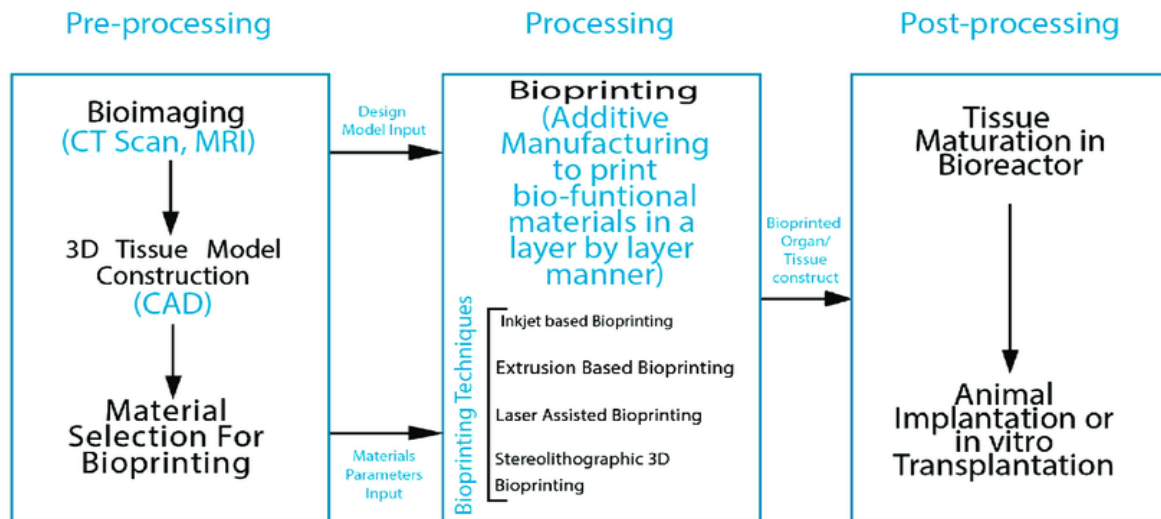 Pre-processing
Processing
Post-processing
Bioimaging
(CT Scan, MRI)
3D Tissue Model
Construction
(CAD)
Material
Selection For
Bioprinting
Design
Model Input
Materials
Parameters
Input
Bioprinting
(Additive
Manufacturing
to print
bio-funtional
materials in a
layer by layer
manner)
Bioprinting Techniques
Inkjet based Bioprinting
Extrusion Based Bioprinting
Laser Assisted Bioprinting
Stereolithographic 3D
Bioprinting
Bioprinted
Organ/
Tissue
construct
Tissue
Maturation in
Bioreactor
Animal
Implantation or
in vitro
Transplantation